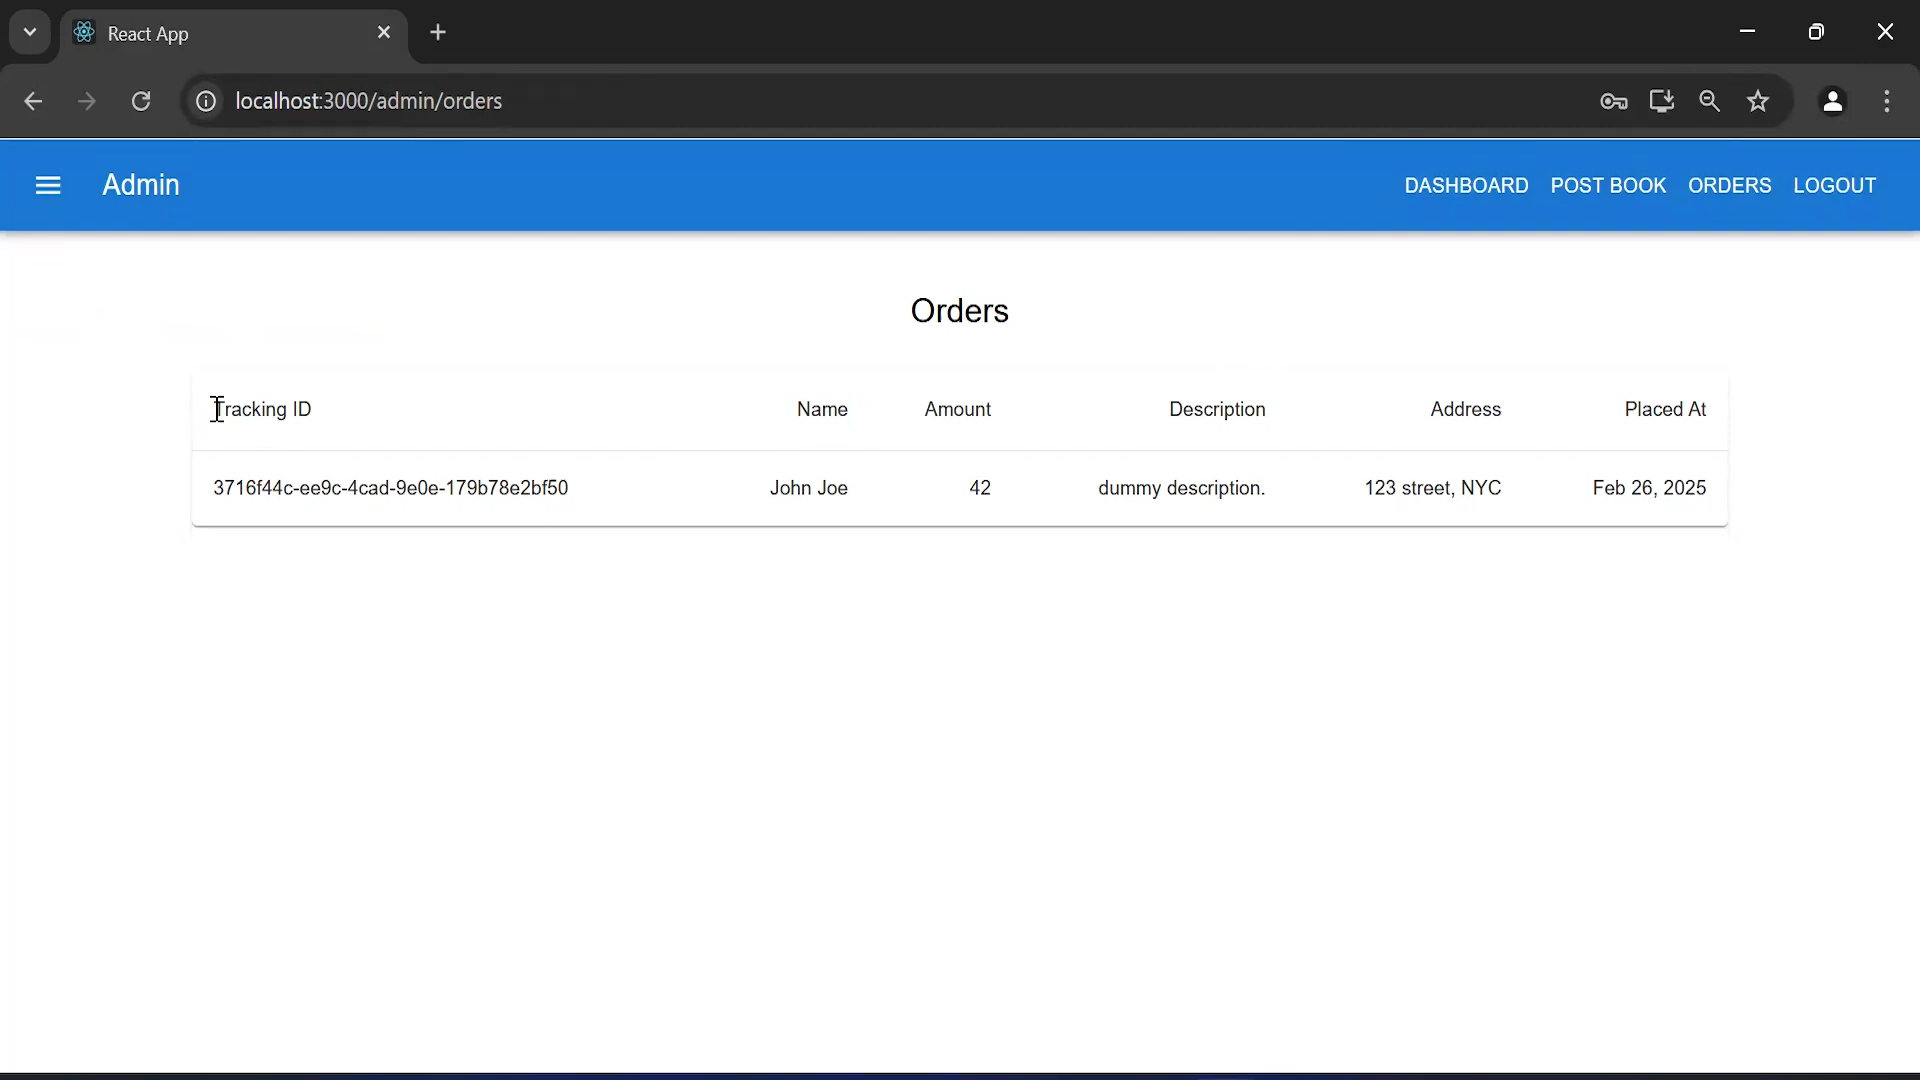 React App
localhost:3000/admin/orders
Admin DASHBOARD POST BOOK ORDERS LOGOUT
Orders
Tracking ID Name Amount Description Address Placed At
3716f44c-ee9c-4cad-9e0e-179b78e2bf50 John Joe 42 dummy description. 123 street, NYC Feb 26, 2025